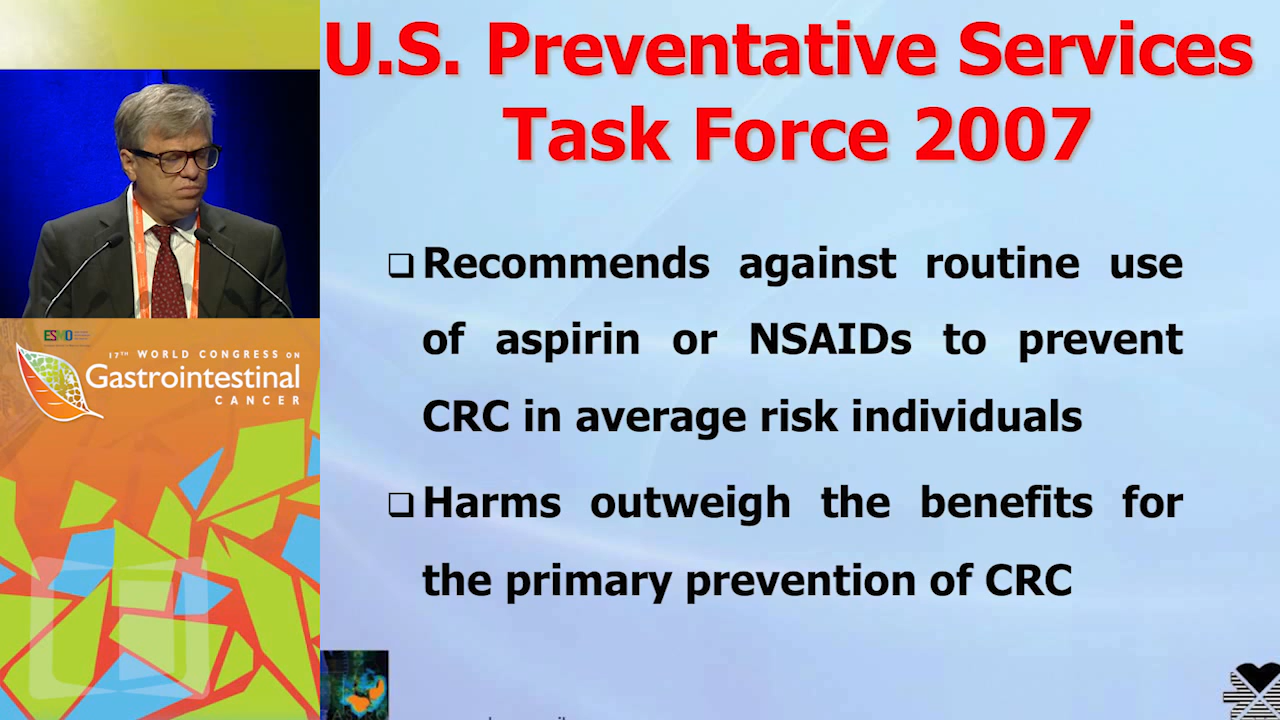 U.S. Preventative Services
Task Force 2007
Recommends against routine use
of aspirin or NSAIDs to prevent
CRC in average risk individuals
Harms outweigh the benefits for
the primary prevention of CRC
ESMO
17TH WORLD CONGRESS ON
Gastrointestinal
CANCER